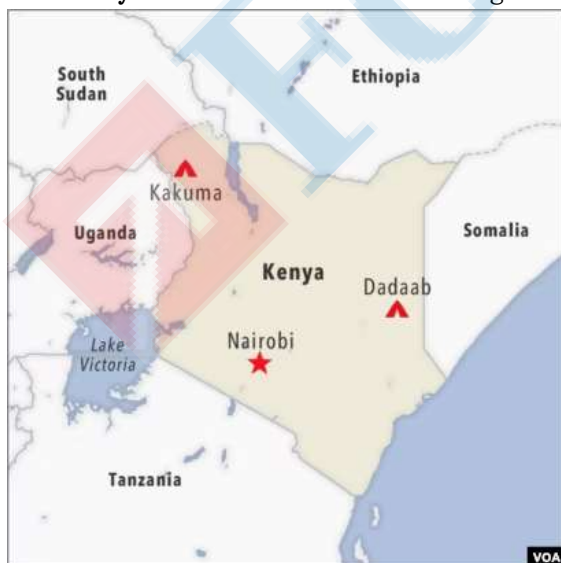 South
Sudan
Ethiopia
Kakuma
Uganda
Somalia
Kenya
Dadaab
Nairobi
Lake
Victoria
Tanzania
VOA